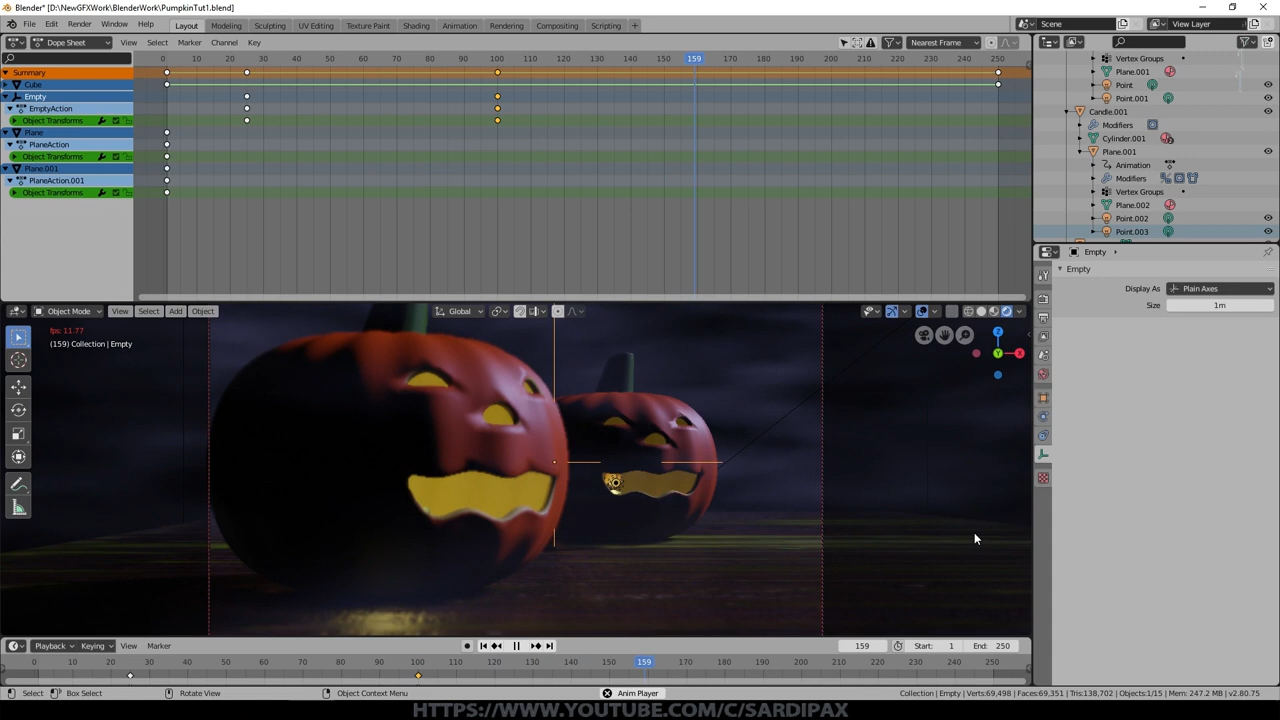 Blender* [D:\NewGFXWork\BlenderWork\PumpkinTut1.blend]
File Edit Render Window Help Layout Modeling Sculpting UV Editing Texture Paint Shading Animation Rendering Compositing Scripting Scene View Layer
Dope Sheet View Select Marker Channel Key Nearest Frame
0 10 20 30 40 50 60 70 80 90 100 110 120 130 140 150 159 170 180 190 200 210 220 230 240 250
Summary
Cube
Empty
EmptyAction
Object Transforms
Plane
PlaneAction
Object Transforms
Plane.001
PlaneAction.001
Object Transforms
Vertex Groups
Plane.001
Point
Point.001
Candle.001
Modifiers
Cylinder.001
Plane.001
Animation
Modifiers
Vertex Groups
Plane.002
Point.002
Point.003
Empty
Empty
Display As Plain Axes
Size 1m
Object Mode View Select Add Object Global
fps: 11.77
(159) Collection | Empty
Z
Y
X
Playback Keying View Marker 159 Start: 1 End: 250
0 10 20 30 40 50 60 70 80 90 100 110 120 130 140 150 159 170 180 190 200 210 220 230 240 250
Select Box Select Rotate View Object Context Menu Anim Player Collection | Empty | Verts:69,498 | Faces:69,351 | Tris:138,702 | Objects:1/15 | Mem: 247.2 MB | v2.80.75
HTTPS://WWW.YOUTUBE.COM/C/SARDIPAX